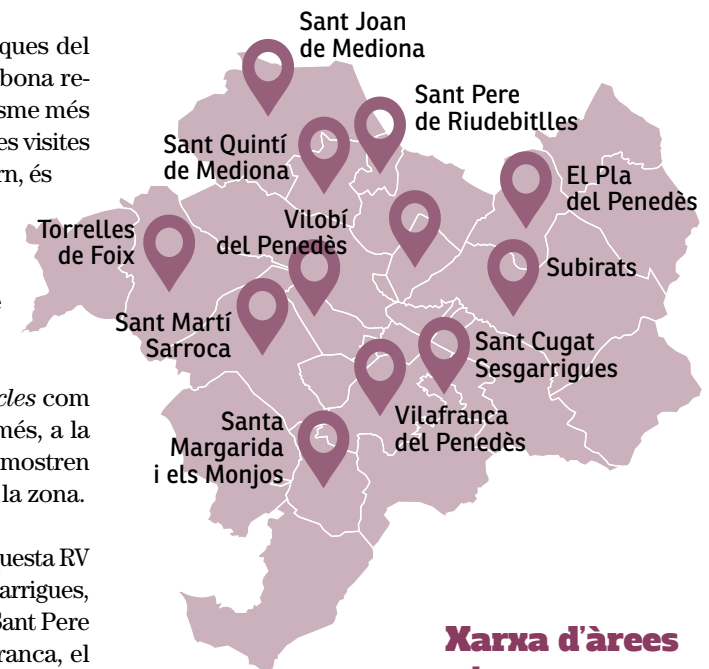 ques del
bona re-
sme més
es visites
rn, és
e
cles com
més, a la
mostren
la zona.
uesta RV
arrigues,
Sant Pere
ranca, el
Sant Joan
de Mediona
Sant Pere
de Riudebitlles
Sant Quintí
de Mediona
El Pla
del Penedès
Torrelles
de Foix
Vilobí
del Penedès
Subirats
Sant Martí
Sarroca
Sant Cugat
Sesgarrigues
Vilafranca
del Penedès
Santa
Margarida
i els Monjos
Xarxa d'àrees